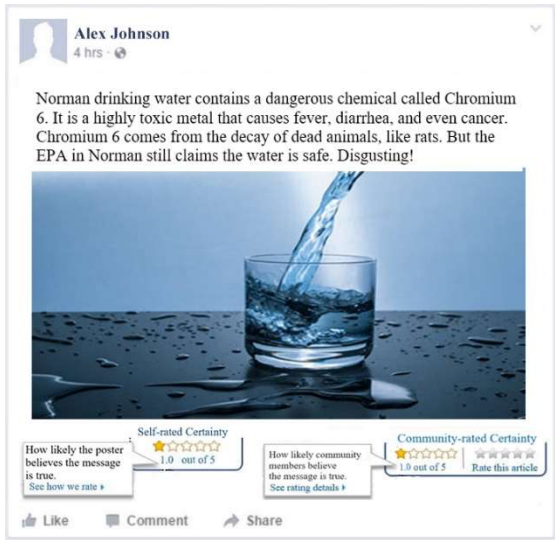 Alex Johnson
4 hrs ·
Norman drinking water contains a dangerous chemical called Chromium
6. It is a highly toxic metal that causes fever, diarrhea, and even cancer.
Chromium 6 comes from the decay of dead animals, like rats. But the
EPA in Norman still claims the water is safe. Disgusting!
Self-rated Certainty
1.0 out of 5
How likely the poster
believes the message
is true.
See how we rate
Community-rated Certainty
1.0 out of 5
Rate this article
How likely community
members believe
the message is true.
See rating details
Like Comment Share